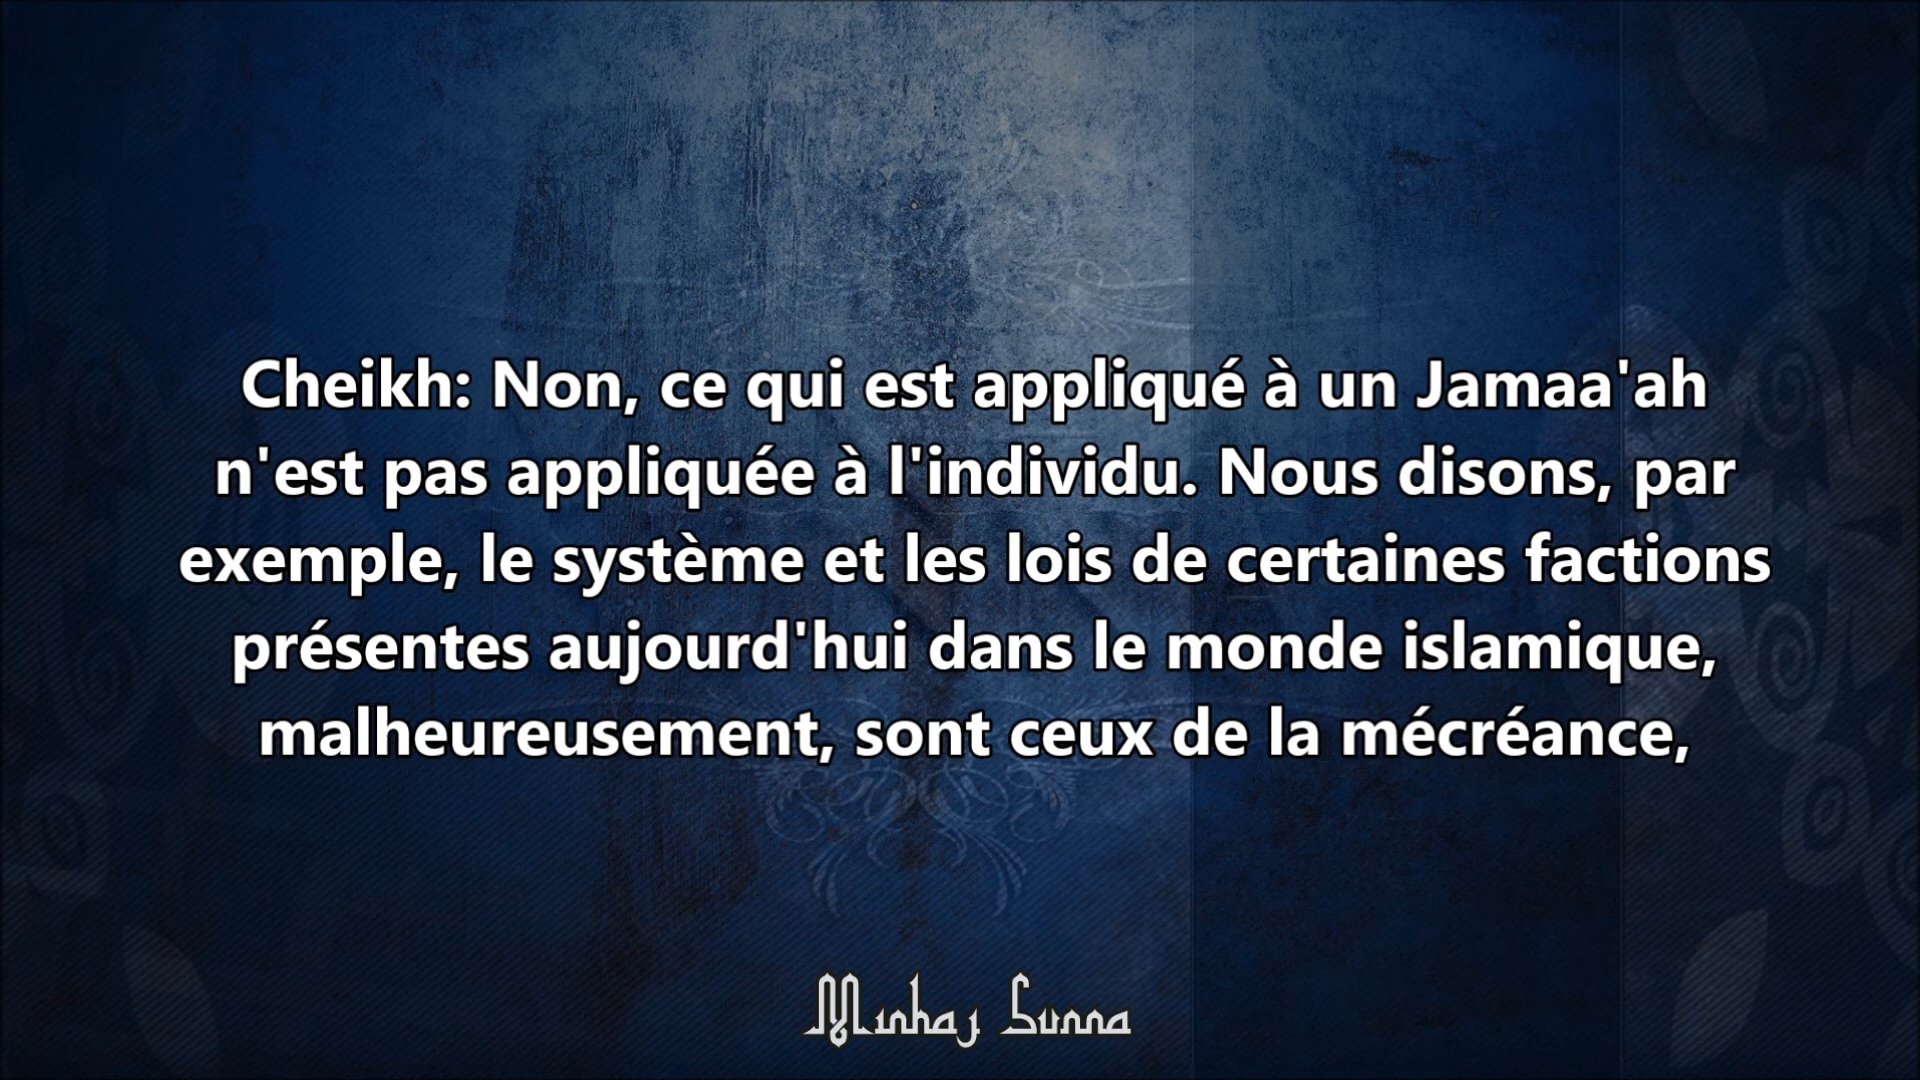 Cheikh: Non, ce qui est appliqué à un Jamaa'ah
n'est pas appliquée à l'individu. Nous disons, par
exemple, le système et les lois de certaines factions
présentes aujourd'hui dans le monde islamique,
malheureusement, sont ceux de la mécréance,
Minhaj Sunna